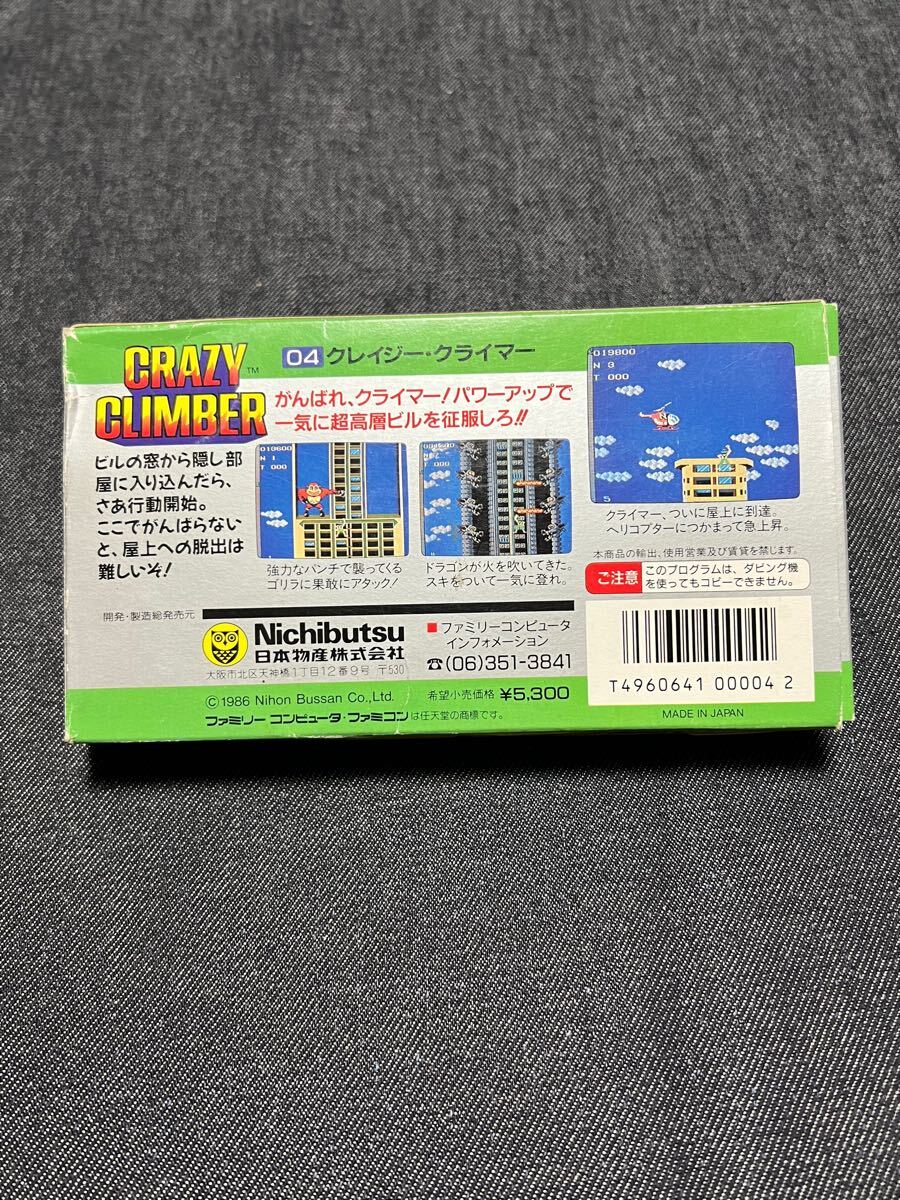 CRAZY
CLIMBER™
04 クレイジー・クライマー
がんばれ、クライマー!パワーアップで
一気に超高層ビルを征服しろ!!
ビルの窓から隠し部
屋に入り込んだら、
さあ行動開始。
ここでがんばらない
と、屋上への脱出は
難しいぞ!
010600
N 1
T 000
強力なパンチで襲ってくる
ゴリラに果敢にアタック!
ドラゴンが火を吹いてきた。
スキをついて一気に登れ。
019800
N 3
T 000
5
クライマー、ついに屋上に到達。
ヘリコプターにつかまって急上昇。
本商品の輸出、使用営業及び賃貸を禁じます。
ご注意
このプログラムは、ダビング機
を使ってもコピーできません。
開発・製造総発売元
Nichibutsu
日本物産株式会社
大阪市北区天神橋1丁目12番9号 〒530
■ファミリーコンピュータ
インフォメーション
☎(06)351-3841
©1986 Nihon Bussan Co., Ltd.
希望小売価格 ¥5,300
ファミリー コンピュータ・ファミコンは任天堂の商標です。
T4960641 00004 2
MADE IN JAPAN